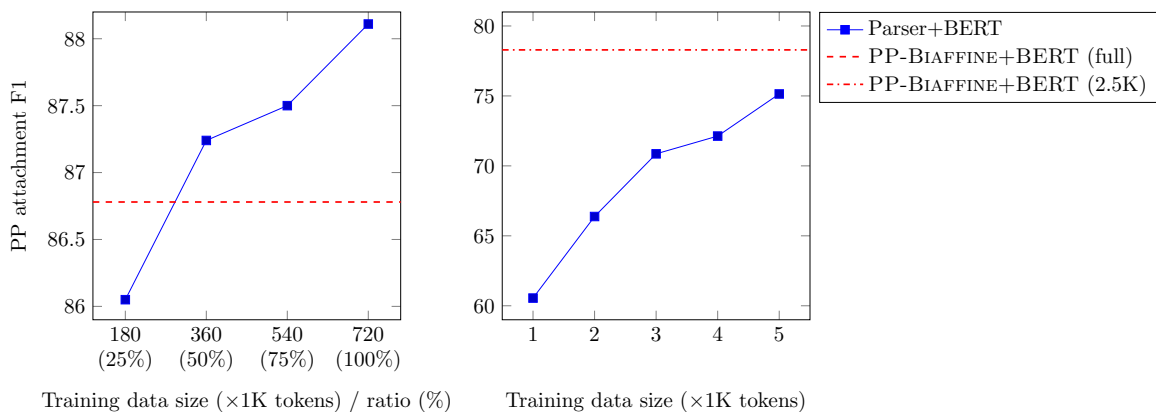 PP attachment F1
88
87.5
87
86.5
86
180 360 540 720
(25%) (50%) (75%) (100%)
Training data size (×1K tokens) / ratio (%)
80
75
70
65
60
1 2 3 4 5
Training data size (×1K tokens)
Parser+BERT
PP-BIAFFINE+BERT (full)
PP-BIAFFINE+BERT (2.5K)